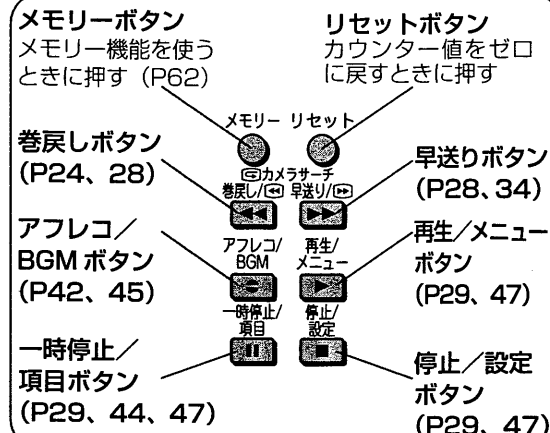 メモリーボタン
メモリー機能を使う
ときに押す（P62）
リセットボタン
カウンター値をゼロ
に戻すときに押す
メモリー リセット
巻戻しボタン
（P24、28）
カメラサーチ
巻戻し/ 早送り/
早送りボタン
（P28、34）
アフレコ／
BGMボタン
（P42、45）
アフレコ/
BGM
再生/
メニュー
再生／メニュー
ボタン
（P29、47）
一時停止/
項目
停止/
設定
一時停止／
項目ボタン
（P29、44、47）
停止／設定
ボタン
（P29、47）